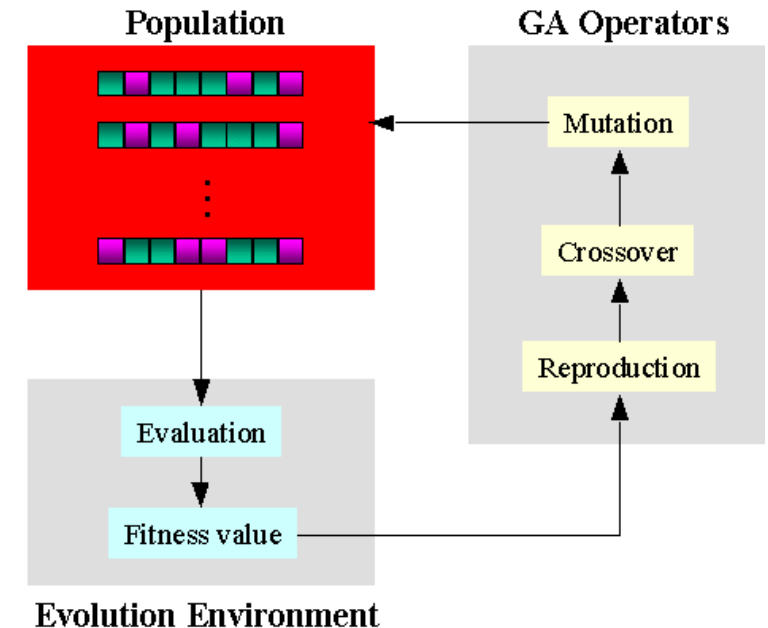 Population
GA Operators
Mutation
Crossover
Reproduction
Evaluation
Fitness value
Evolution Environment